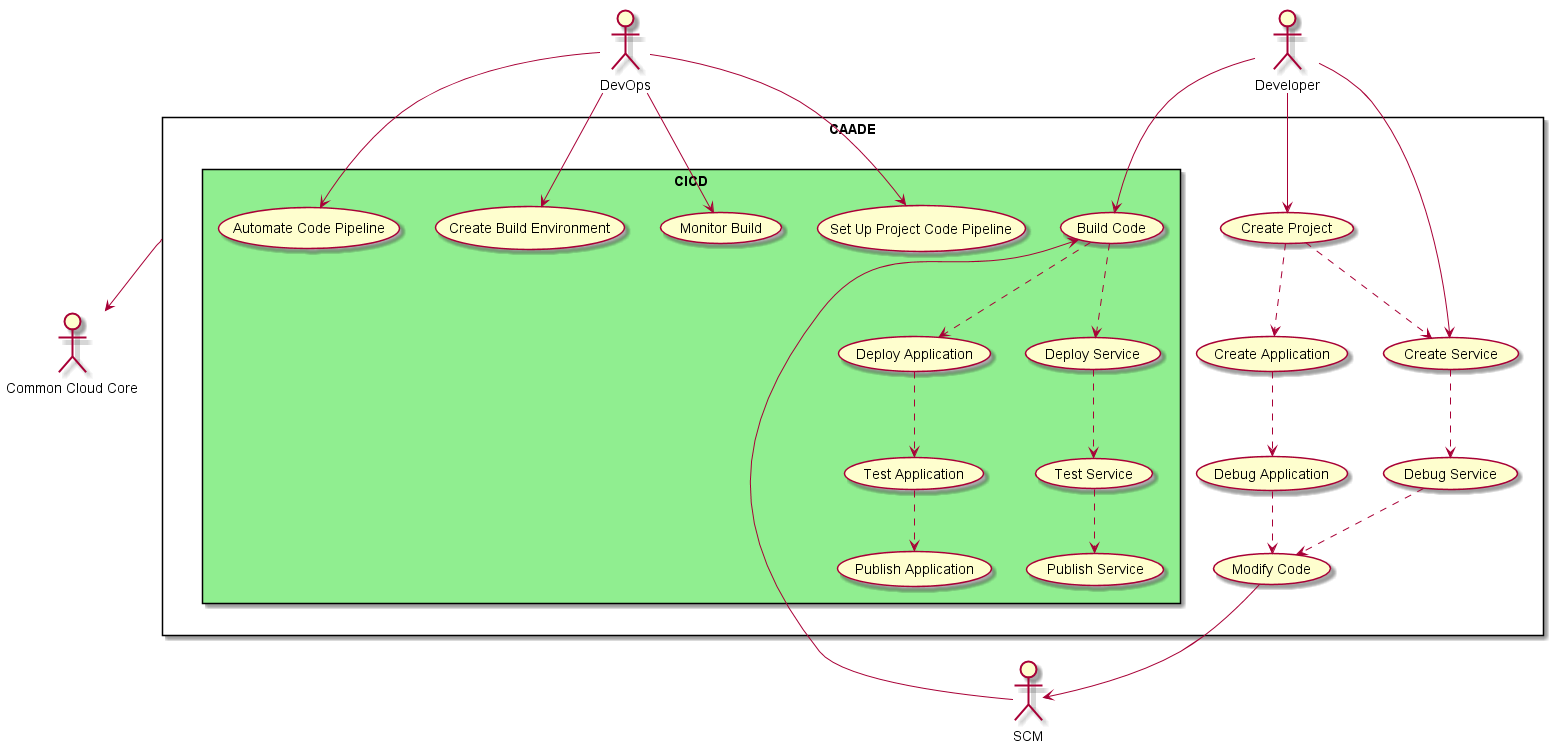 DevOps
Developer
CAADE
CICD
Automate Code Pipeline
Create Build Environment
Monitor Build
Set Up Project Code Pipeline
Build Code
Create Project
Deploy Application
Deploy Service
Create Application
Create Service
Common Cloud Core
Test Application
Test Service
Debug Application
Debug Service
Publish Application
Publish Service
Modify Code
SCM